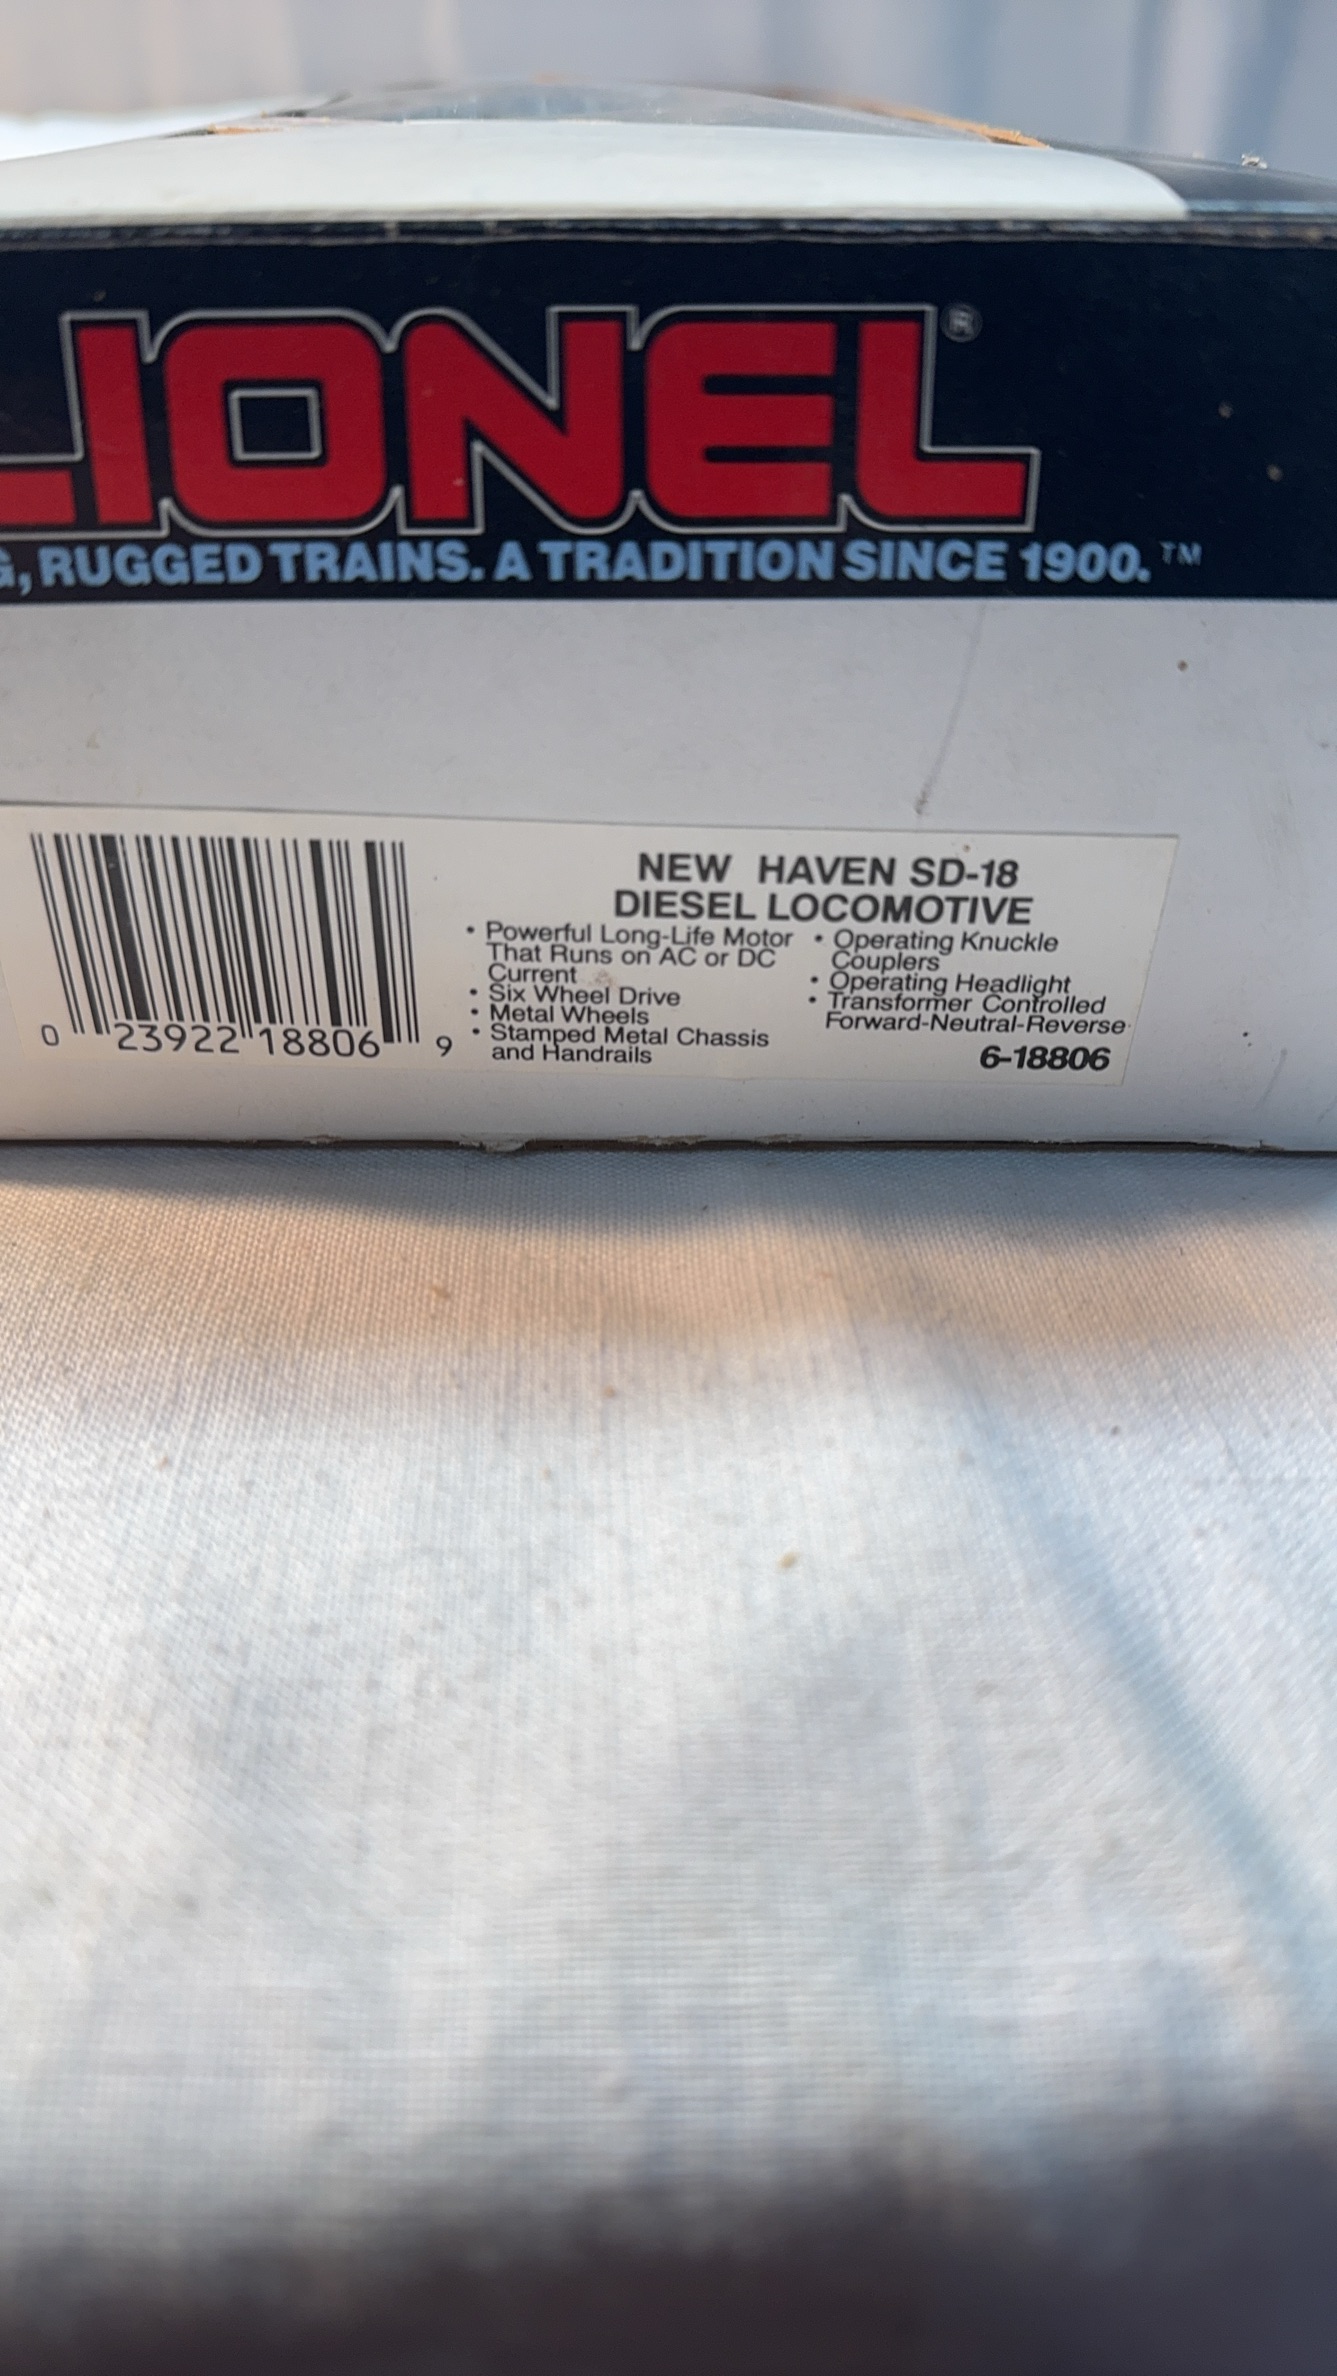 LIONEL®
, RUGGED TRAINS. A TRADITION SINCE 1900.™
NEW HAVEN SD-18
DIESEL LOCOMOTIVE
• Powerful Long-Life Motor
That Runs on AC or DC
Current
• Six Wheel Drive
• Metal Wheels
• Stamped Metal Chassis
and Handrails
• Operating Knuckle
Couplers
• Operating Headlight
• Transformer Controlled
Forward-Neutral-Reverse
6-18806
0 23922 18806 9